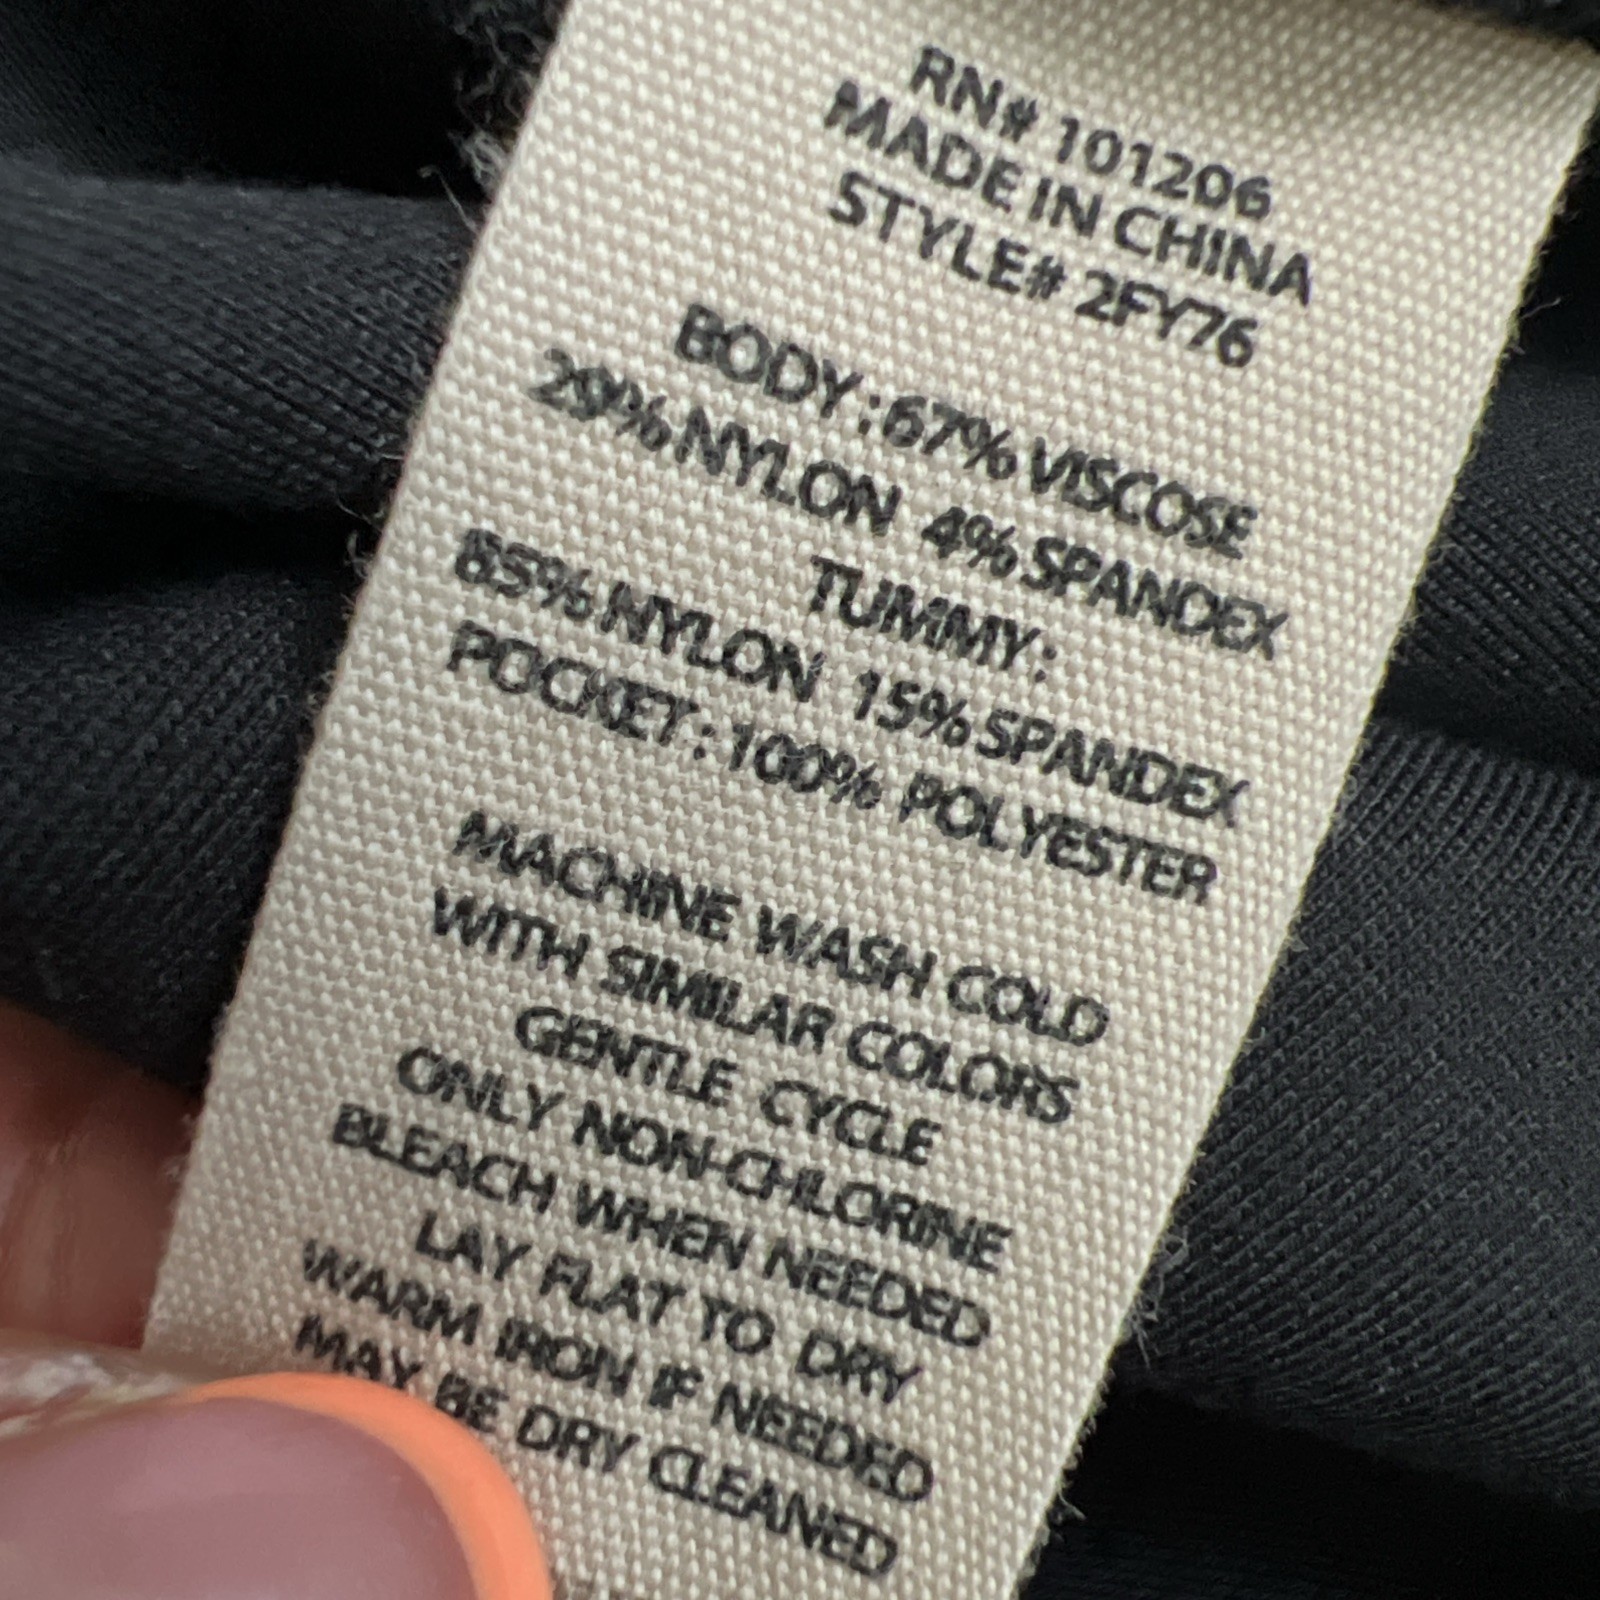 RN# 101206
MADE IN CHINA
STYLE# 2FY76
BODY : 67% VISCOSE
29% NYLON 4% SPANDEX
TUMMY :
85% NYLON 15% SPANDEX
POCKET : 100% POLYESTER
MACHINE WASH COLD
WITH SIMILAR COLORS
GENTLE CYCLE
ONLY NON-CHLORINE
BLEACH WHEN NEEDED
LAY FLAT TO DRY
WARM IRON IF NEEDED
MAY BE DRY CLEANED